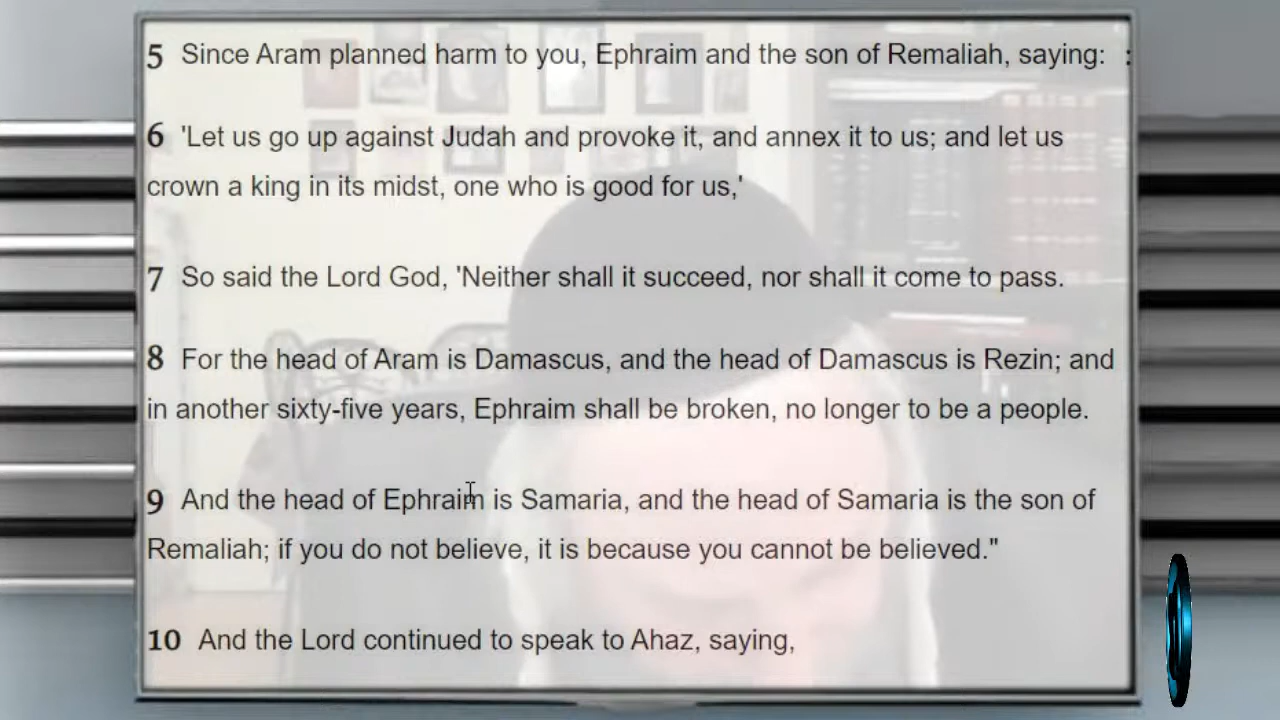 5 Since Aram planned harm to you, Ephraim and the son of Remaliah, saying: :
6 'Let us go up against Judah and provoke it, and annex it to us; and let us
crown a king in its midst, one who is good for us,'
7 So said the Lord God, 'Neither shall it succeed, nor shall it come to pass.
8 For the head of Aram is Damascus, and the head of Damascus is Rezin; and
in another sixty-five years, Ephraim shall be broken, no longer to be a people.
9 And the head of Ephraim is Samaria, and the head of Samaria is the son of
Remaliah; if you do not believe, it is because you cannot be believed."
10 And the Lord continued to speak to Ahaz, saying,